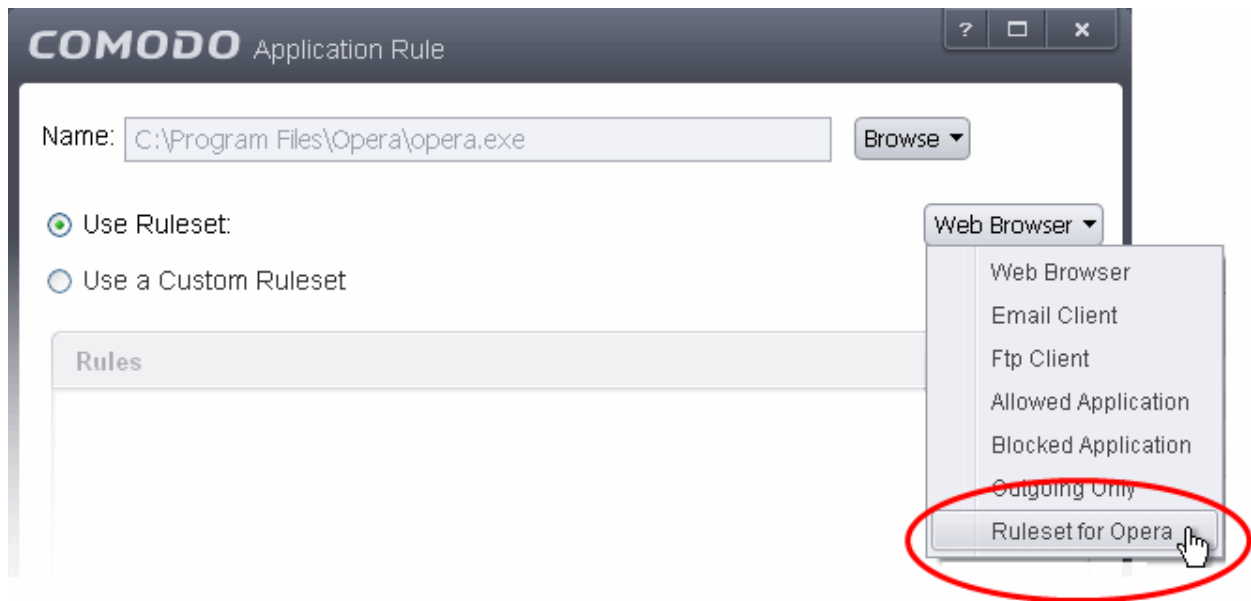 COMODO Application Rule
?
Name: C:\Program Files\Opera\opera.exe Browse
Use Ruleset: Web Browser
Use a Custom Ruleset
Rules
Web Browser
Email Client
Ftp Client
Allowed Application
Blocked Application
Outgoing Only
Ruleset for Opera